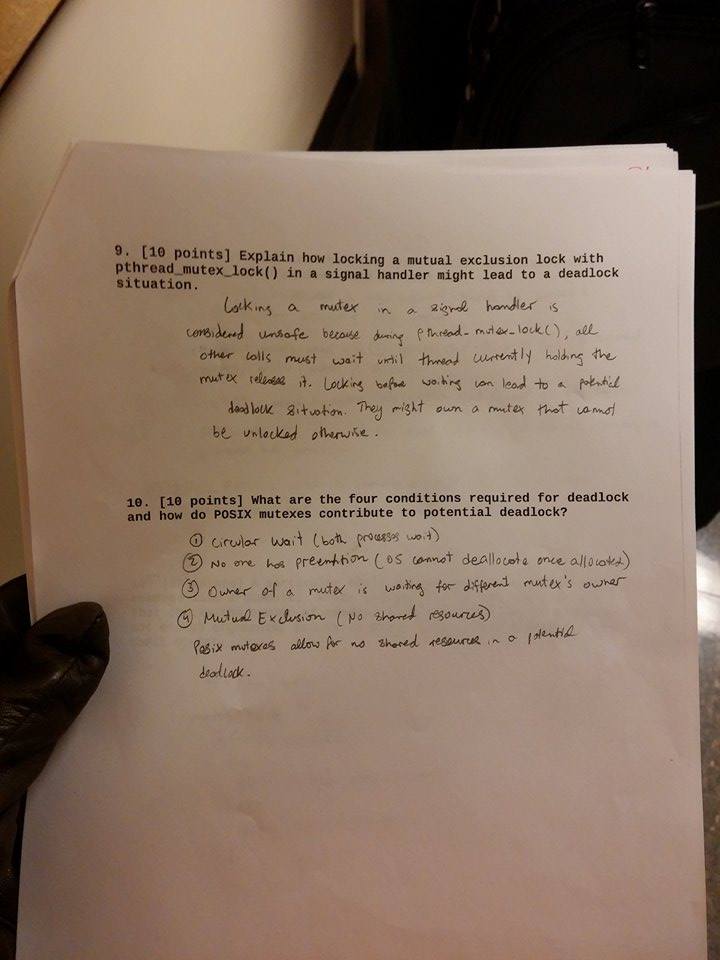 9. [10 points] Explain how locking a mutual exclusion lock with
pthread_mutex_lock() in a signal handler might lead to a deadlock
situation.
Locking a mutex in a signal handler is
considered unsafe because during pthread-mutex-lock(), all
other calls must wait until thread currently holding the
mutex releases it. Locking before waiting can lead to a potential
deadlock situation. They might own a mutex that cannot
be unlocked otherwise.
10. [10 points] What are the four conditions required for deadlock
and how do POSIX mutexes contribute to potential deadlock?
① Circular wait (both processes wait)
② No one has preemption (OS cannot deallocate once allocated)
③ Owner of a mutex is waiting for different mutex's owner
④ Mutual Exclusion (No shared resources)
Posix mutexes allow for no shared resources in a potential
deadlock.